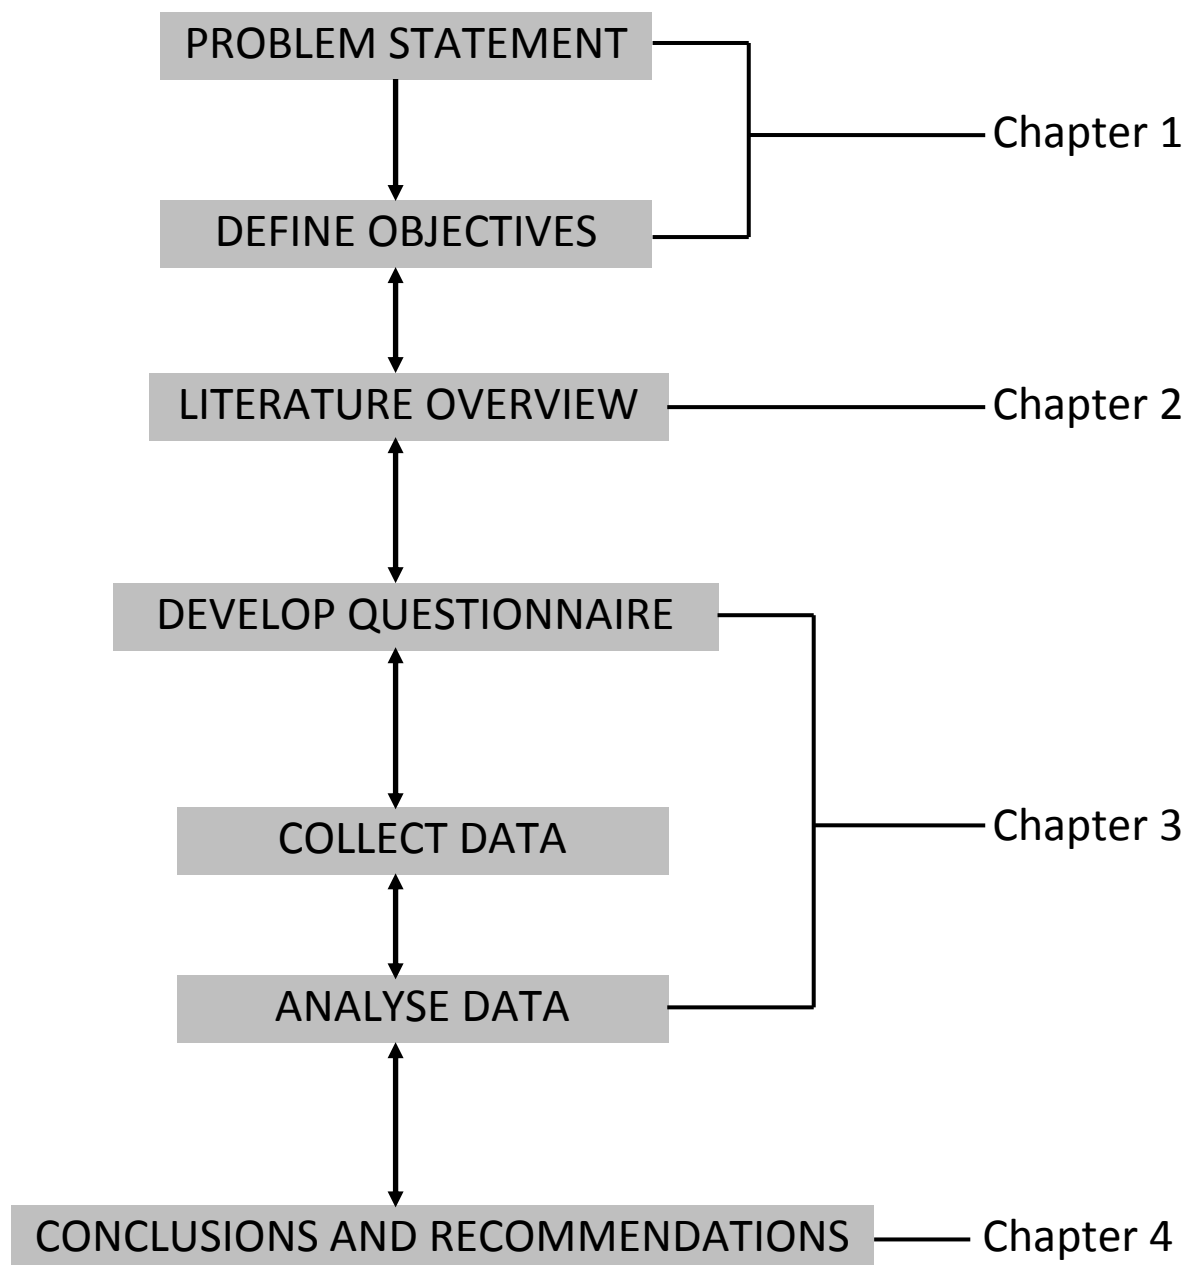 PROBLEM STATEMENT
Chapter 1
DEFINE OBJECTIVES
LITERATURE OVERVIEW
Chapter 2
DEVELOP QUESTIONNAIRE
COLLECT DATA
Chapter 3
ANALYSE DATA
CONCLUSIONS AND RECOMMENDATIONS
Chapter 4